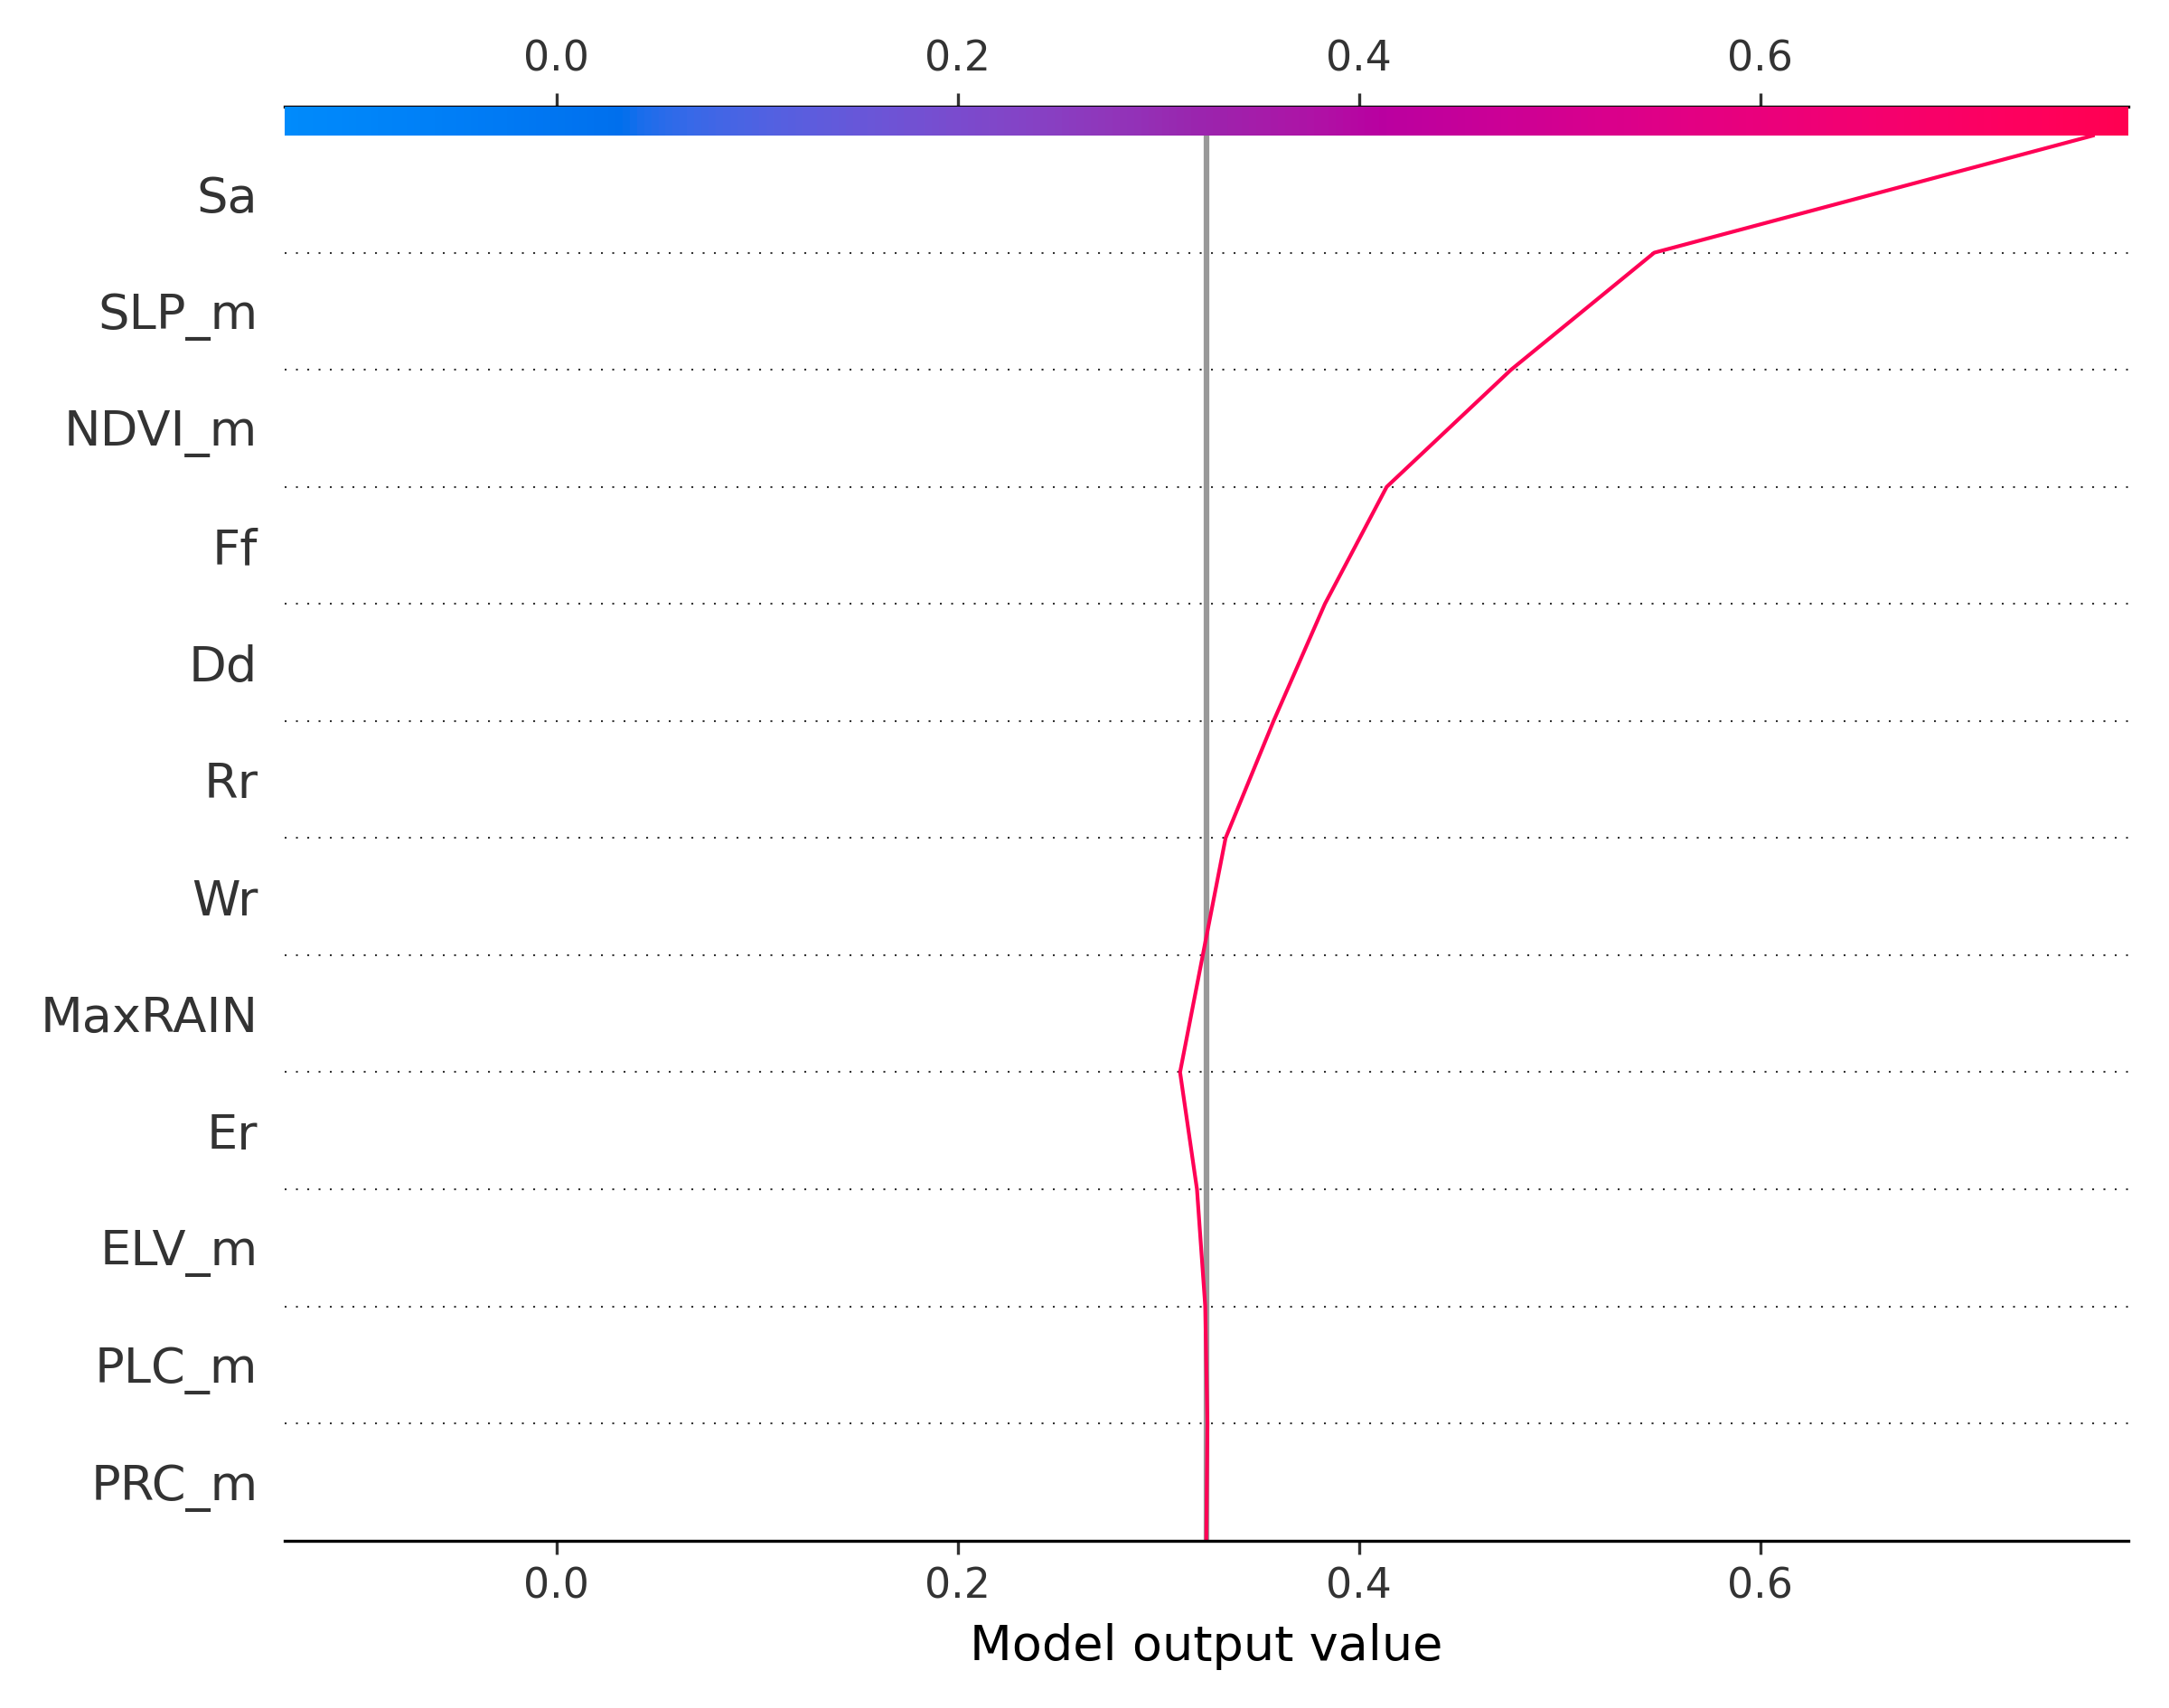 0.0 0.2 0.4 0.6
Sa
SLP_m
NDVI_m
Ff
Dd
Rr
Wr
MaxRAIN
Er
ELV_m
PLC_m
PRC_m
0.0 0.2 0.4 0.6
Model output value